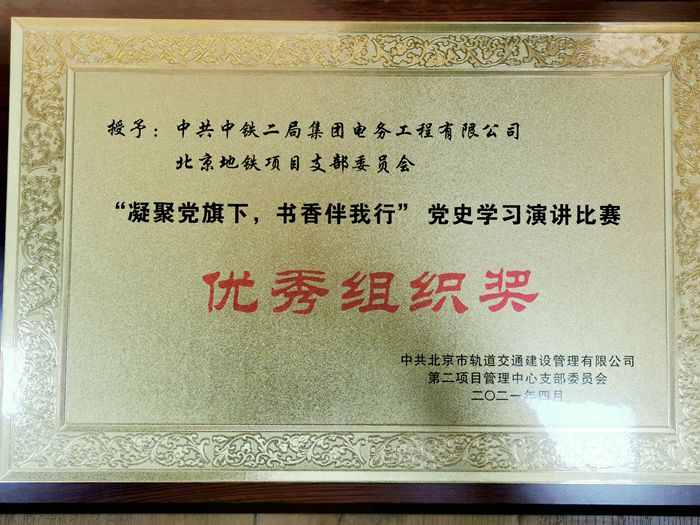 授予：中共中铁二局集团电务工程有限公司
北京地铁项目支部委员会
“凝聚党旗下，书香伴我行”党史学习演讲比赛
优秀组织奖
中共北京市轨道交通建设管理有限公司
第二项目管理中心支部委员会
二〇二一年四月